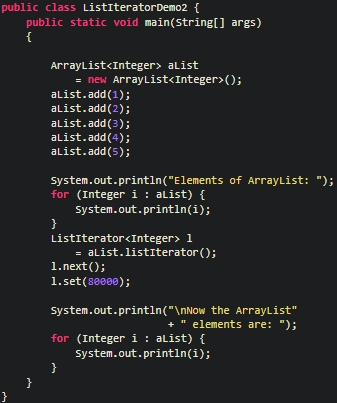 public class ListIteratorDemo2 {
    public static void main(String[] args)
    {

        ArrayList<Integer> aList
            = new ArrayList<Integer>();
        aList.add(1);
        aList.add(2);
        aList.add(3);
        aList.add(4);
        aList.add(5);

        System.out.println("Elements of ArrayList: ");
        for (Integer i : aList) {
            System.out.println(i);
        }
        ListIterator<Integer> l
            = aList.listIterator();
        l.next();
        l.set(80000);

        System.out.println("\nNow the ArrayList"
                           + " elements are: ");
        for (Integer i : aList) {
            System.out.println(i);
        }
    }
}